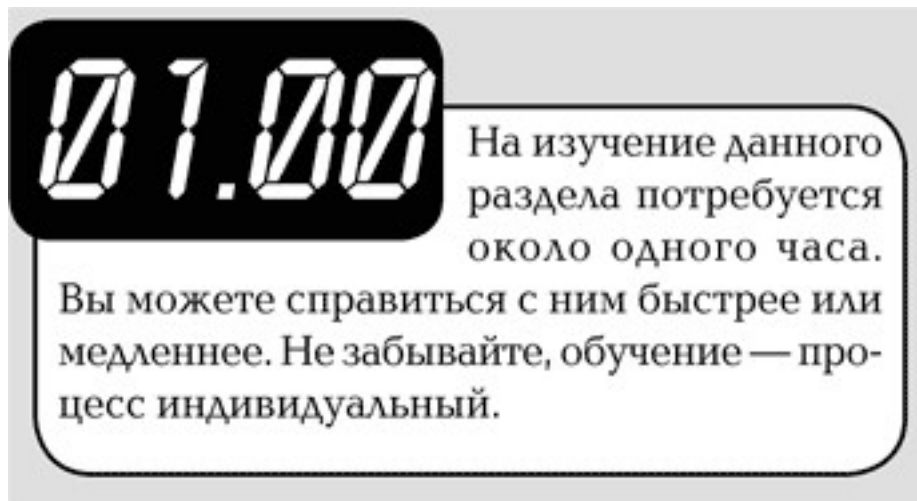 01.00
На изучение данного
раздела потребуется
около одного часа.
Вы можете справиться с ним быстрее или
медленнее. Не забывайте, обучение — про-
цесс индивидуальный.